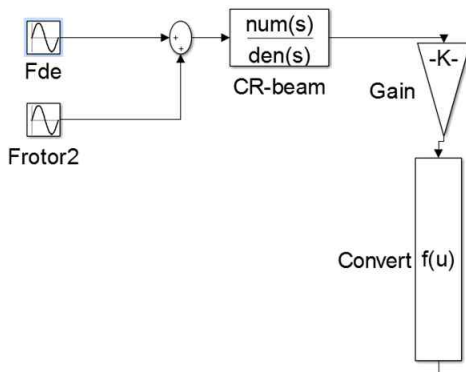 Fde
+
+
num(s)
den(s)
CR-beam
-K-
Gain
Frotor2
Convert
f(u)